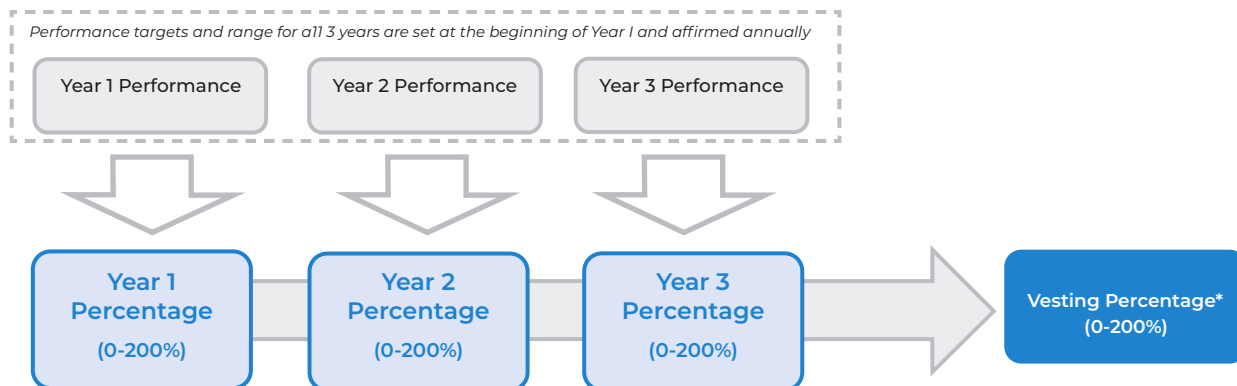 Performance targets and range for a11 3 years are set at the beginning of Year I and affirmed annually
Year 1 Performance
Year 2 Performance
Year 3 Performance
Year 1
Percentage
(0-200%)
Year 2
Percentage
(0-200%)
Year 3
Percentage
(0-200%)
Vesting Percentage*
(0-200%)